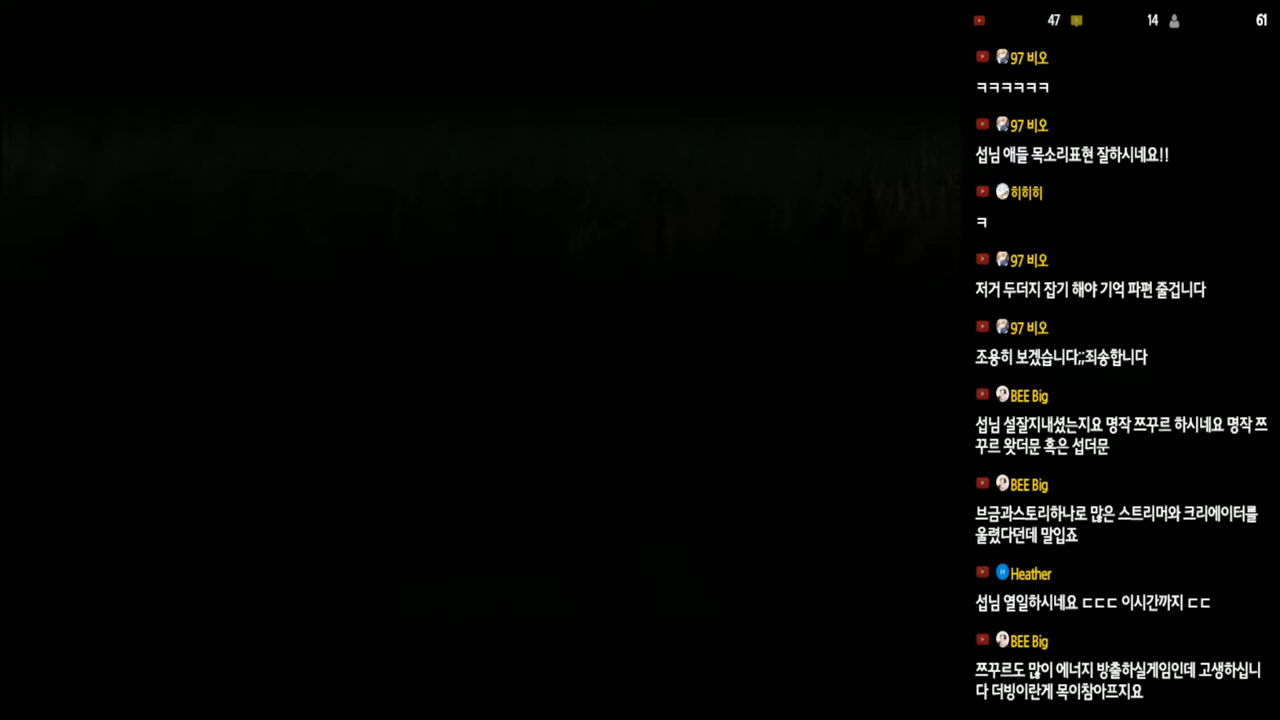 47 14 61
97 비오
ㅋㅋㅋㅋㅋㅋ
97 비오
섭님 애들 목소리표현 잘하시네요!!
히히히
ㅋ
97 비오
저거 두더지 잡기 해야 기억 파편 줄겁니다
97 비오
조용히 보겠습니다;;죄송합니다
BEE Big
섭님 설잘지내셨는지요 명작 쯔꾸르 하시네요 명작 쯔
꾸르 왓더문 혹은 섭더문
BEE Big
브금과스토리하나로 많은 스트리머와 크리에이터를
울렸다던데 말입죠
H Heather
섭님 열일하시네요 ㄷㄷㄷ 이시간까지 ㄷㄷ
BEE Big
쯔꾸르도 많이 에너지 방출하실게임인데 고생하십니
다 더빙이란게 목이참아프지요